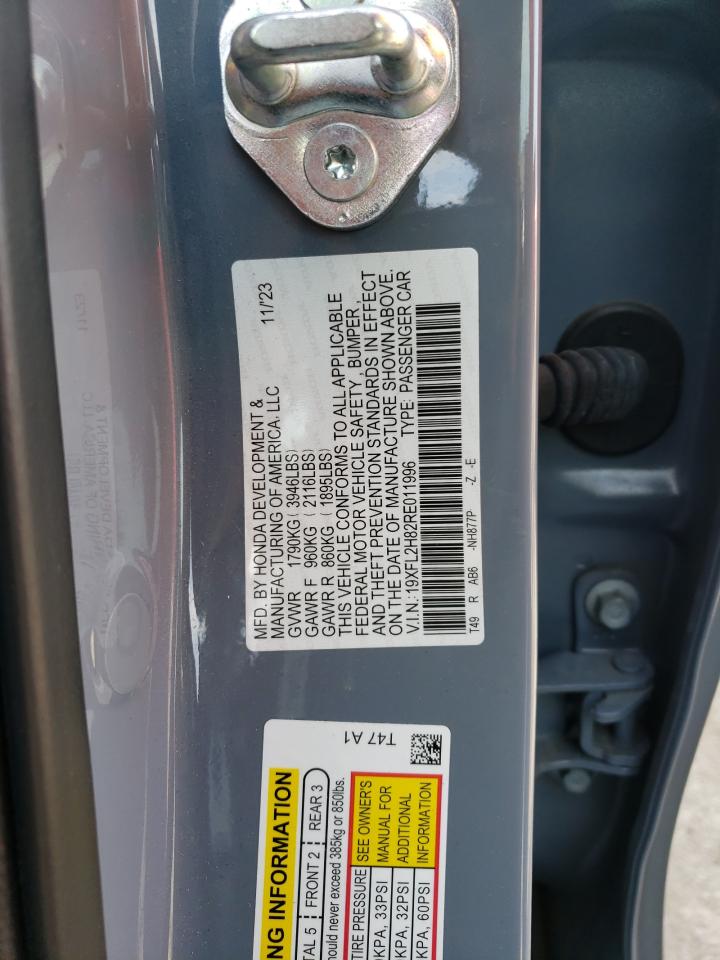 MFD. BY HONDA DEVELOPMENT &
MANUFACTURING OF AMERICA, LLC 11/'23
GVWR 1790KG (3946LBS)
GAWR F 960KG (2116LBS)
GAWR R 860KG (1895LBS)
THIS VEHICLE CONFORMS TO ALL APPLICABLE
FEDERAL MOTOR VEHICLE SAFETY, BUMPER,
AND THEFT PREVENTION STANDARDS IN EFFECT
ON THE DATE OF MANUFACTURE SHOWN ABOVE.
V.I.N.: 19XFL2H82RE011996 TYPE: PASSENGER CAR
T49 R AB6 -NH877P -Z -E
T47 A1
INFORMATION
5 FRONT 2 REAR 3
should never exceed 385kg or 850lbs.
TIRE PRESSURE SEE OWNER'S
KPA, 33PSI MANUAL FOR
KPA, 32PSI ADDITIONAL
KPA, 60PSI INFORMATION